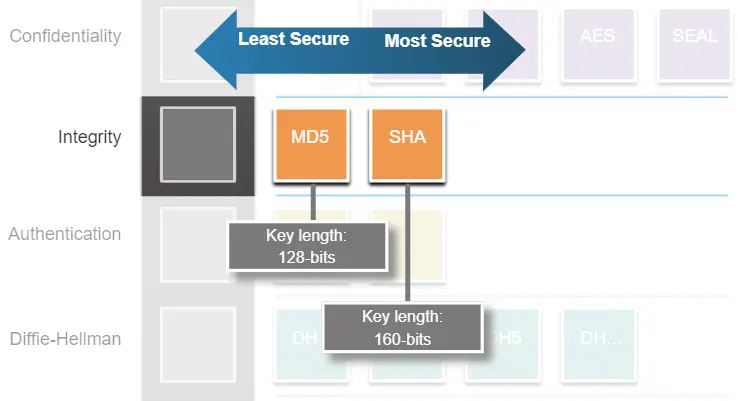 Confidentiality
Least Secure
Most Secure
AES
SEAL
Integrity
MD5
SHA
Authentication
Key length:
128-bits
Diffie-Hellman
DH
Key length:
160-bits
DH5
DH...